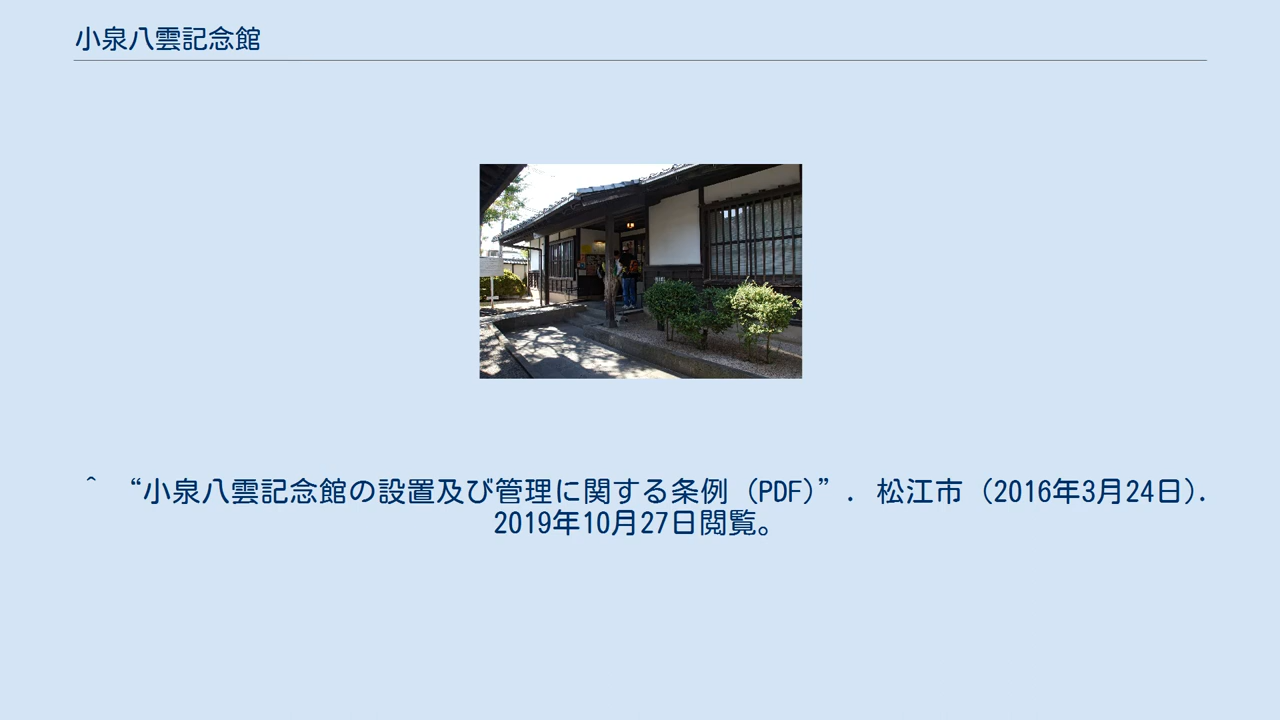 小泉八雲記念館
^ “小泉八雲記念館の設置及び管理に関する条例 (PDF)”. 松江市 (2016年3月24日).
2019年10月27日閲覧。